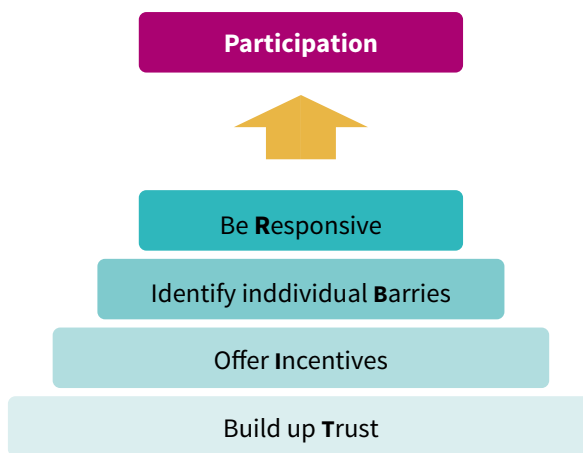 Participation
Be Responsive
Identify inddividual Barries
Offer Incentives
Build up Trust